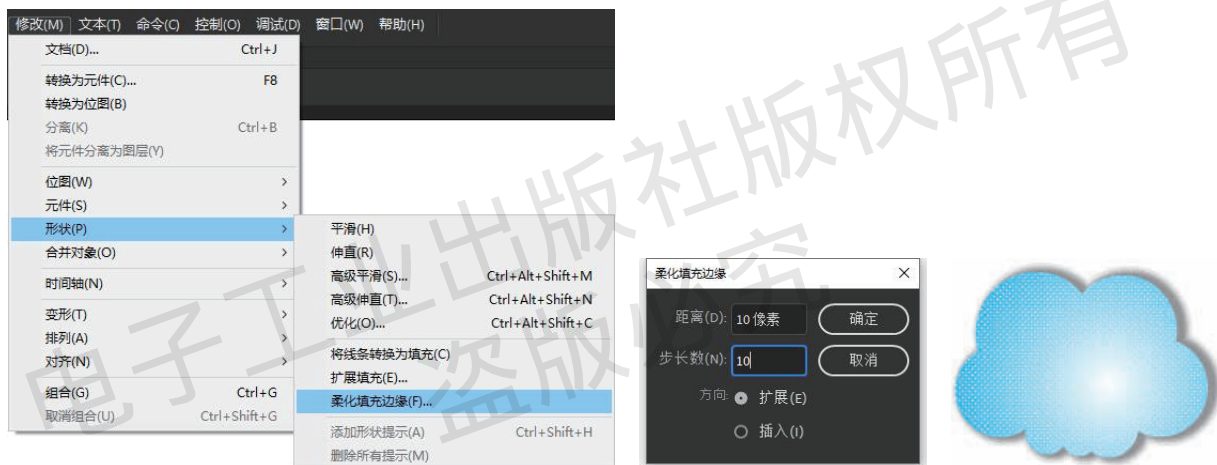 修改(M) 文本(T) 命令(C) 控制(O) 调试(D) 窗口(W) 帮助(H)
文档(D)... Ctrl+J
转换为元件(C)... F8
转换为位图(B)
分离(K) Ctrl+B
将元件分离为图层(Y)
位图(W) >
元件(S) >
形状(P) >
合并对象(O) >
时间轴(N) >
变形(T) >
排列(A) >
对齐(N) >
组合(G) Ctrl+G
取消组合(U) Ctrl+Shift+G
平滑(H)
伸直(R)
高级平滑(S)... Ctrl+Alt+Shift+M
高级伸直(T)... Ctrl+Alt+Shift+N
优化(O)... Ctrl+Alt+Shift+C
将线条转换为填充(C)
扩展填充(E)...
柔化填充边缘(F)...
添加形状提示(A) Ctrl+Shift+H
删除所有提示(M)
柔化填充边缘 ×
距离(D): 10 像素 确定
步长数(N): 10 取消
方向: 扩展(E)
插入(I)
电子工业出版社版权所有
盗版必究